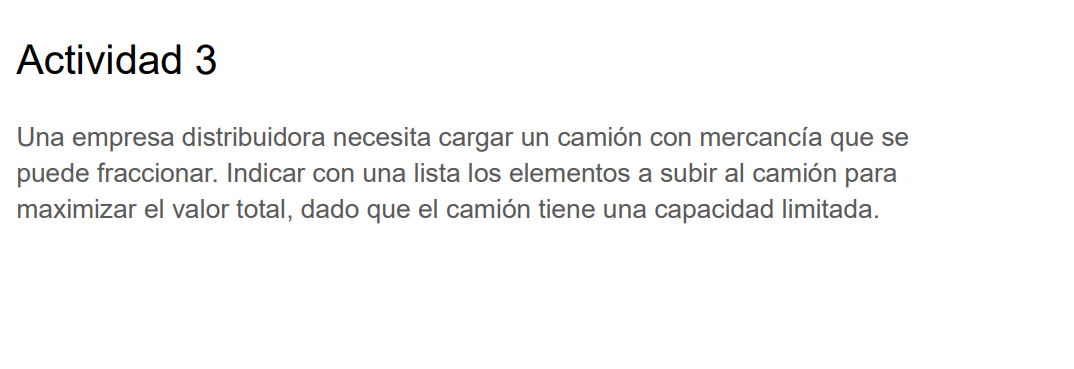 Actividad 3
Una empresa distribuidora necesita cargar un camión con mercancía que se
puede fraccionar. Indicar con una lista los elementos a subir al camión para
maximizar el valor total, dado que el camión tiene una capacidad limitada.